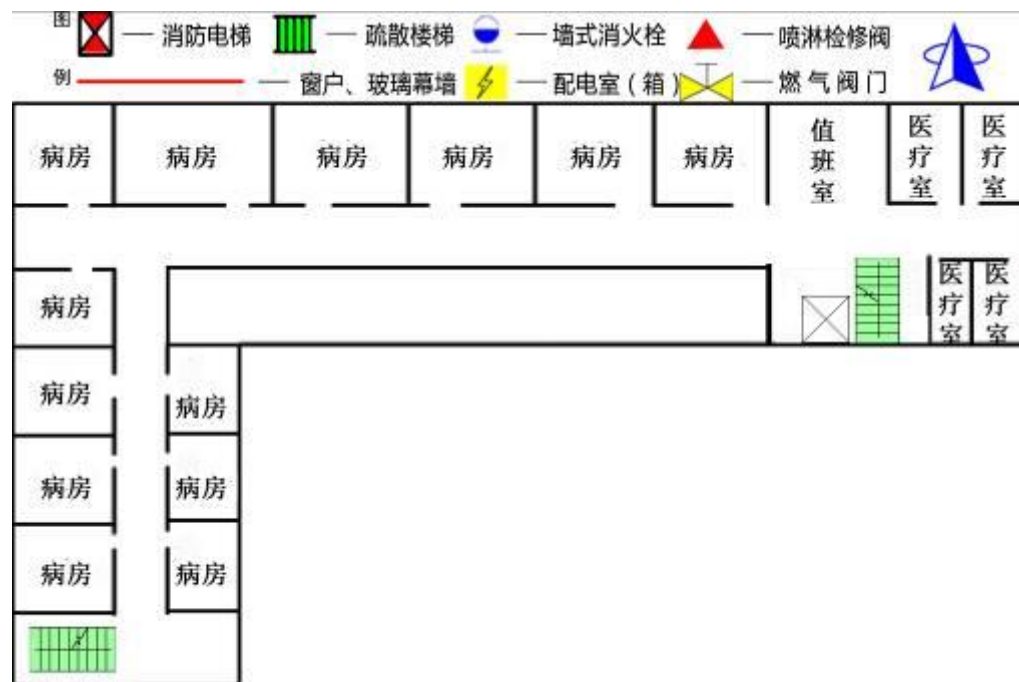 图 — 消防电梯 — 疏散楼梯 — 墙式消火栓 — 喷淋检修阀
例 — 窗户、玻璃幕墙 — 配电室(箱) — 燃气阀门
病房 病房 病房 病房 病房 病房 值班室 医疗室 医疗室
病房 医疗室 医疗室
病房 病房
病房 病房
病房 病房